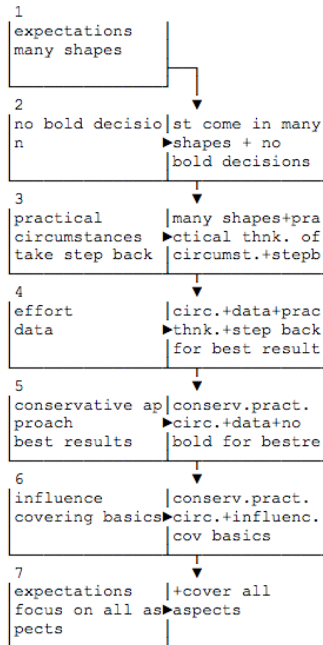 1
expectations
many shapes
2
no bold decisio st come in many
n shapes + no
bold decisions
3
practical many shapes+pra
circumstances ctical thnk. of
take step back circumst.+stepb
4
effort circ.+data+prac
data thnk.+step back
for best result
5
conservative ap conserv.pract.
proach circ.+data+no
best results bold for bestre
6
influence conserv.pract.
covering basics circ.+influenc.
cov basics
7
expectations +cover all
focus on all as aspects
pects